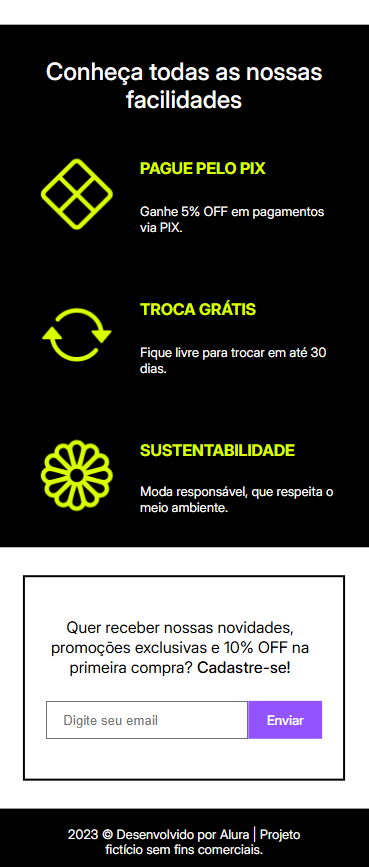 Conheça todas as nossas
facilidades
PAGUE PELO PIX
Ganhe 5% OFF em pagamentos
via PIX.
TROCA GRÁTIS
Fique livre para trocar em até 30
dias.
SUSTENTABILIDADE
Moda responsável, que respeita o
meio ambiente.
Quer receber nossas novidades,
promoções exclusivas e 10% OFF na
primeira compra? Cadastre-se!
Digite seu email
Enviar
2023 © Desenvolvido por Alura | Projeto
fictício sem fins comerciais.